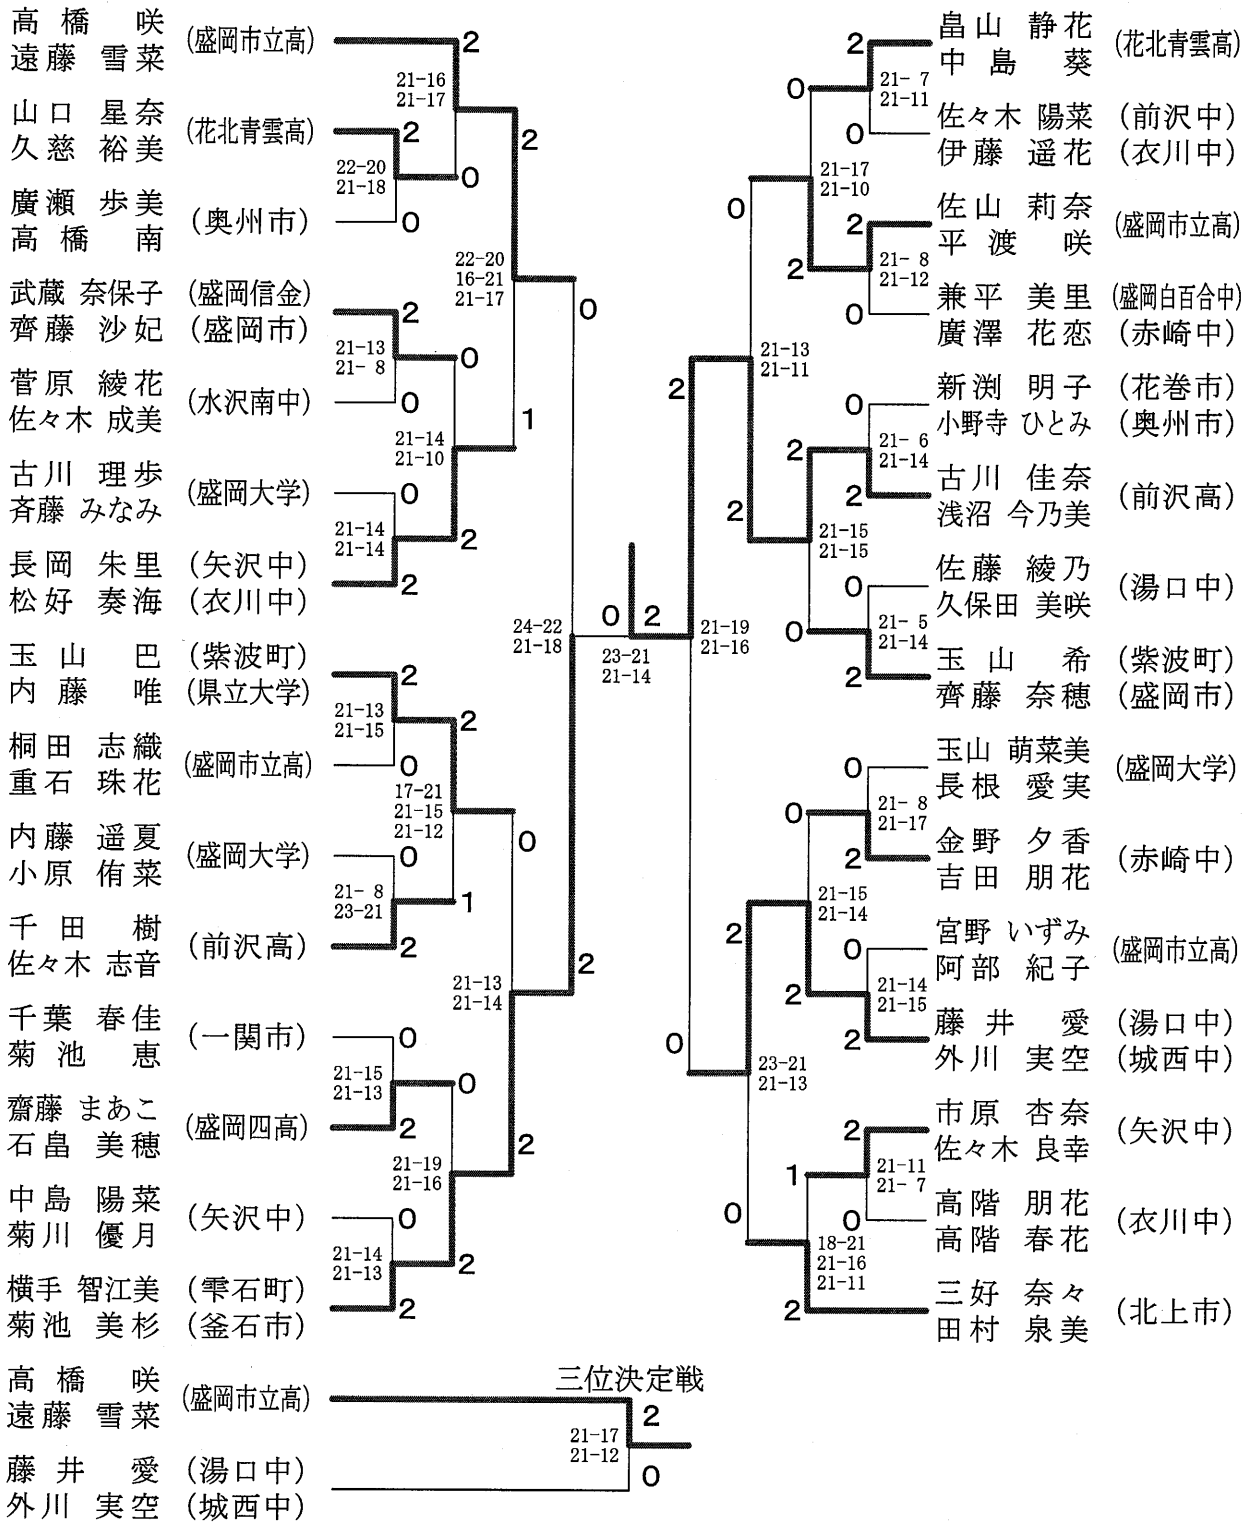 高橋 咲
遠藤 雪菜
(盛岡市立高)
2
21-16
21-17
山口 星奈
久慈 裕美
(花北青雲高)
2
22-20
21-18
0
廣瀬 歩美
高橋 南
(奥州市)
0
2
22-20
16-21
21-17
武蔵 奈保子 (盛岡信金)
齊藤 沙妃 (盛岡市)
2
21-13
21- 8
0
菅原 綾花
佐々木 成美
(水沢南中)
0
21-14
21-10
1
古川 理歩
斉藤 みなみ
(盛岡大学)
0
21-14
21-14
2
長岡 朱里 (矢沢中)
松好 奏海 (衣川中)
2
0
24-22
21-18
玉山 巴 (紫波町)
内藤 唯 (県立大学)
2
21-13
21-15
2
桐田 志織
重石 珠花
(盛岡市立高)
0
17-21
21-15
21-12
0
内藤 遥夏
小原 侑菜
(盛岡大学)
0
21- 8
23-21
1
千田 樹
佐々木 志音
(前沢高)
2
21-13
21-14
2
千葉 春佳
菊池 恵
(一関市)
0
21-15
21-13
0
齋藤 まあこ
石畠 美穂
(盛岡四高)
2
21-19
21-16
2
中島 陽菜
菊川 優月
(矢沢中)
0
21-14
21-13
2
横手 智江美 (雫石町)
菊池 美杉 (釜石市)
2
0 2
23-21
21-14
畠山 静花
中島 葵
(花北青雲高)
2
21- 7
21-11
0
佐々木 陽菜 (前沢中)
伊藤 遥花 (衣川中)
0
21-17
21-10
0
佐山 莉奈
平渡 咲
(盛岡市立高)
2
21- 8
21-12
2
兼平 美里 (盛岡白百合中)
廣澤 花恋 (赤崎中)
0
21-13
21-11
2
新渕 明子 (花巻市)
小野寺 ひとみ (奥州市)
0
21- 6
21-14
2
古川 佳奈
浅沼 今乃美
(前沢高)
2
21-15
21-15
2
佐藤 綾乃
久保田 美咲
(湯口中)
0
21- 5
21-14
0
玉山 希 (紫波町)
齊藤 奈穂 (盛岡市)
2
21-19
21-16
玉山 萌菜美
長根 愛実
(盛岡大学)
0
21- 8
21-17
0
金野 夕香
吉田 朋花
(赤崎中)
2
21-15
21-14
2
宮野 いずみ
阿部 紀子
(盛岡市立高)
0
21-14
21-15
2
藤井 愛 (湯口中)
外川 実空 (城西中)
2
0
23-21
21-13
市原 杏奈
佐々木 良幸
(矢沢中)
2
21-11
21- 7
1
高階 朋花
高階 春花
(衣川中)
0
0
18-21
21-16
21-11
三好 奈々
田村 泉美
(北上市)
2
三位決定戦
高橋 咲
遠藤 雪菜
(盛岡市立高)
2
21-17
21-12
藤井 愛 (湯口中)
外川 実空 (城西中)
0